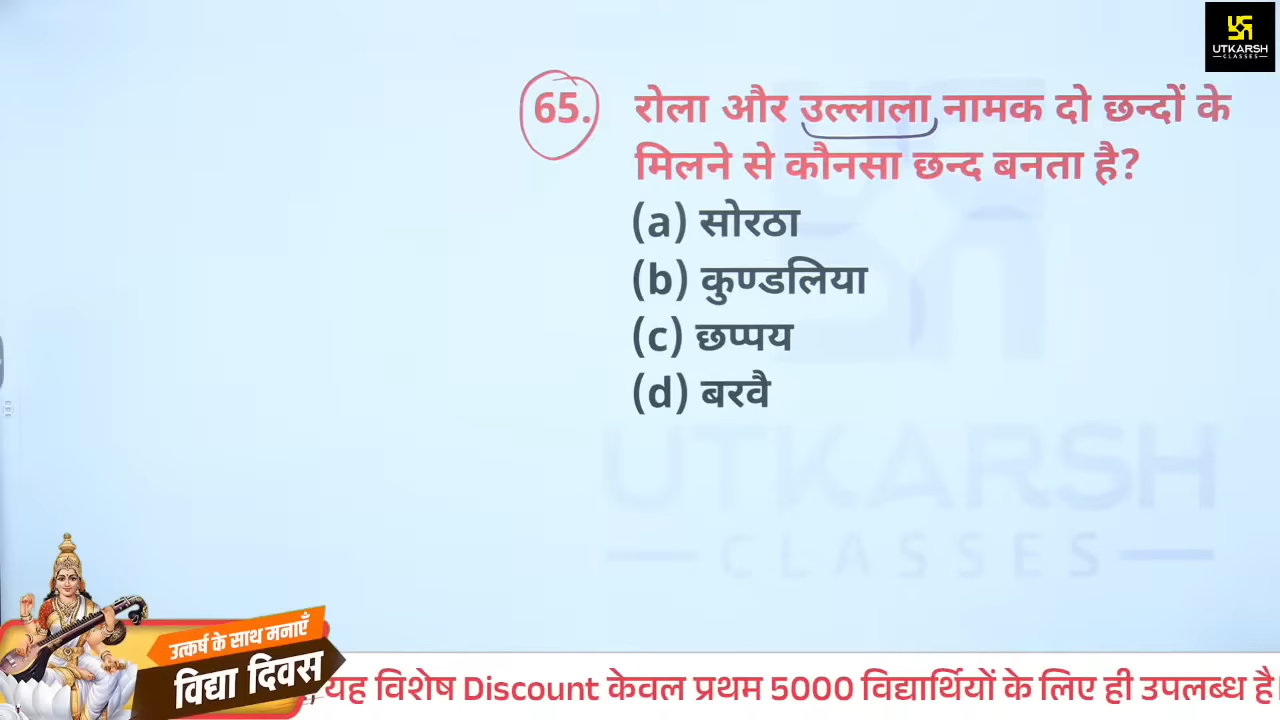 UTKARSH
CLASSES
65. रोला और उल्लाला नामक दो छन्दों के
मिलने से कौनसा छन्द बनता है?
(a) सोरठा
(b) कुण्डलिया
(c) छप्पय
(d) बरवै
UTKARSH
CLASSES
उत्कर्ष के साथ मनाएँ
विद्या दिवस
यह विशेष Discount केवल प्रथम 5000 विद्यार्थियों के लिए ही उपलब्ध है।